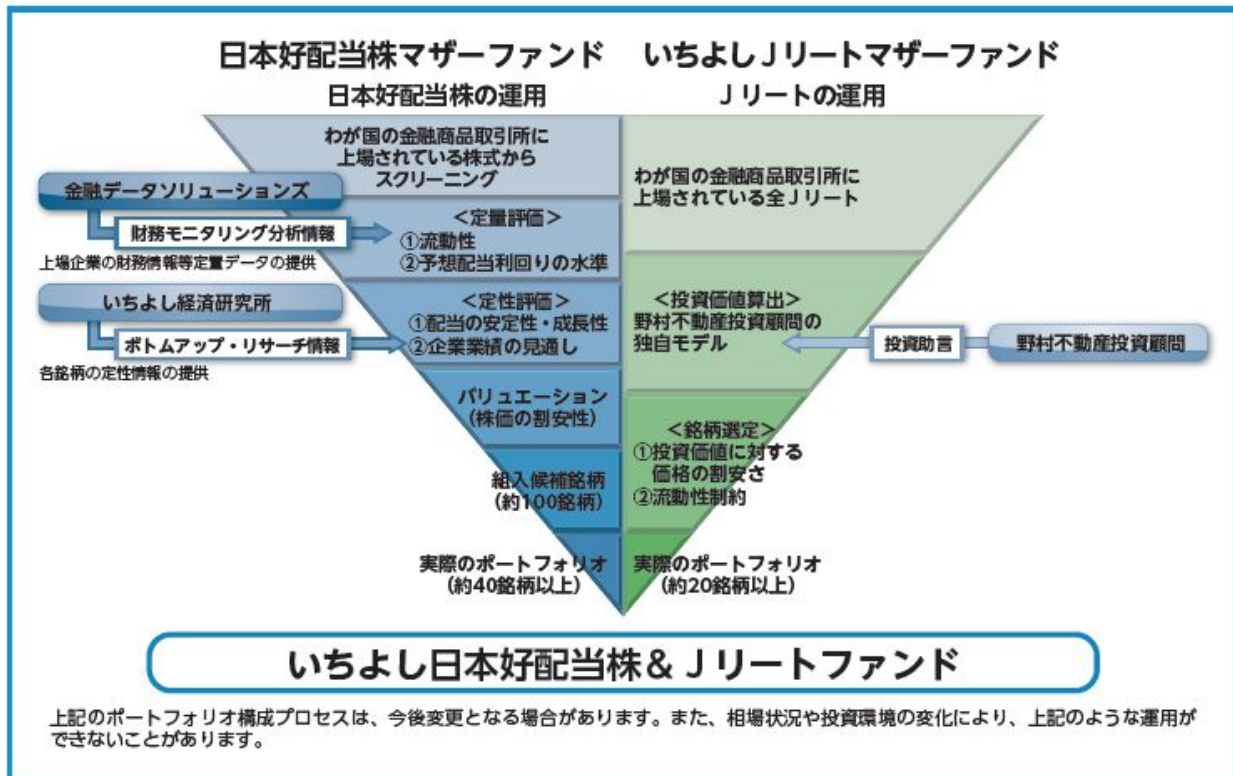 日本好配当株マザーファンド
日本好配当株の運用
わが国の金融商品取引所に
上場されている株式から
スクリーニング
金融データソリューションズ
財務モニタリング分析情報
上場企業の財務情報等定量データの提供
＜定量評価＞
①流動性
②予想配当利回りの水準
いちよし経済研究所
ボトムアップ・リサーチ情報
各銘柄の定性情報の提供
＜定性評価＞
①配当の安定性・成長性
②企業業績の見通し
バリュエーション
（株価の割安性）
組入候補銘柄
（約100銘柄）
実際のポートフォリオ
（約40銘柄以上）
いちよしＪリートマザーファンド
Ｊリートの運用
わが国の金融商品取引所に
上場されている全Ｊリート
＜投資価値算出＞
野村不動産投資顧問の
独自モデル
投資助言
野村不動産投資顧問
＜銘柄選定＞
①投資価値に対する
価格の割安さ
②流動性制約
実際のポートフォリオ
（約20銘柄以上）
いちよし日本好配当株＆Ｊリートファンド
上記のポートフォリオ構成プロセスは、今後変更となる場合があります。また、相場状況や投資環境の変化により、上記のような運用が
できないことがあります。